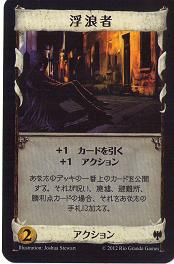 浮浪者
+1 カードを引く
+1 アクション
あなたのデッキの一番上のカードを公開
する。それが呪い、廃墟、避難所、
勝利点カードの場合、それをあなたの
手札に加える。
2
アクション
Illustration: Joshua Stewart
© 2012 Rio Grande Games